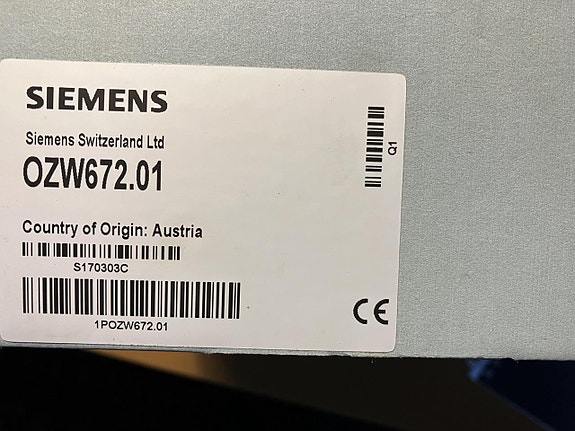 SIEMENS
Siemens Switzerland Ltd
OZW672.01
Country of Origin: Austria
S170303C
1POZW672.01
Q1
CE